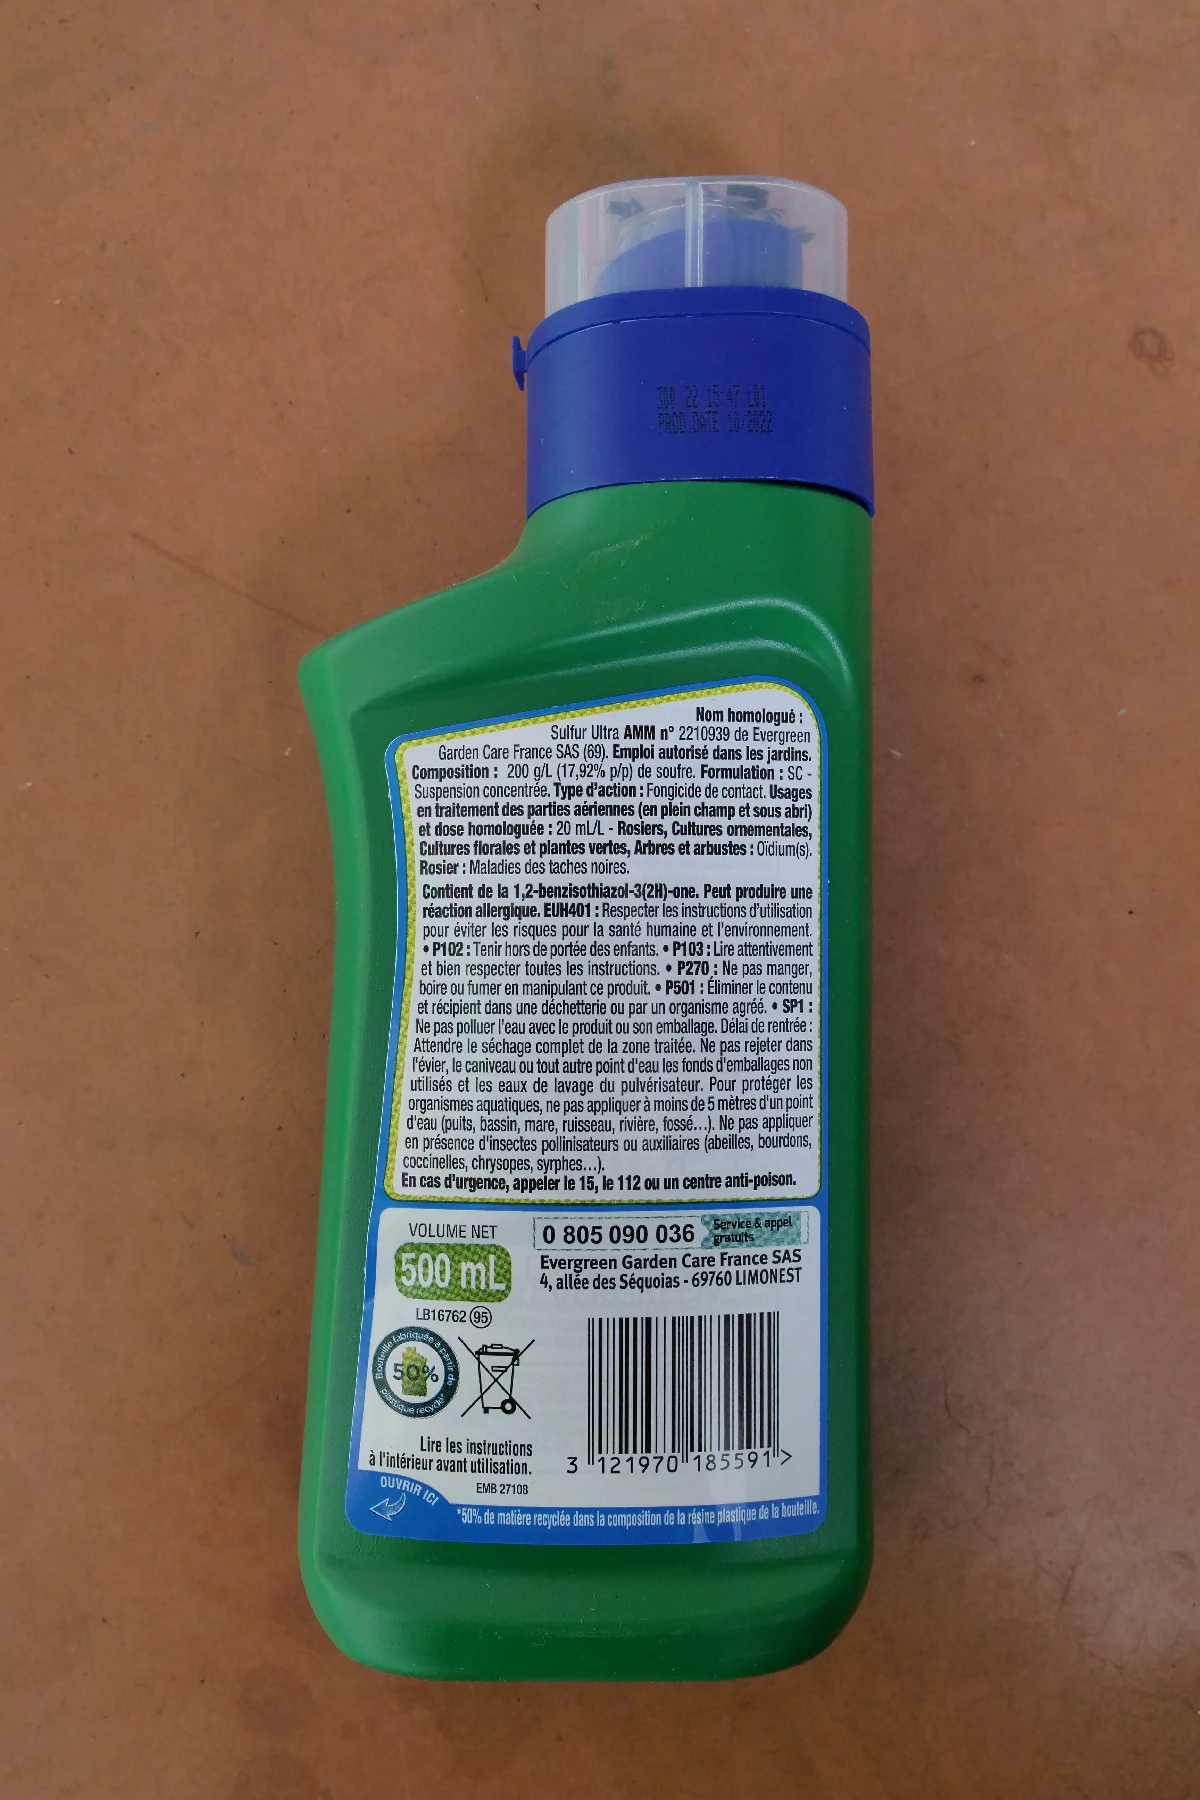 300 22 15:47 L01
PROD DATE 10/2022
Nom homologué :
Sulfur Ultra AMM n° 2210939 de Evergreen
Garden Care France SAS (69). Emploi autorisé dans les jardins.
Composition : 200 g/L (17,92% p/p) de soufre. Formulation : SC -
Suspension concentrée. Type d'action : Fongicide de contact. Usages
en traitement des parties aériennes (en plein champ et sous abri)
et dose homologuée : 20 mL/L - Rosiers, Cultures ornementales,
Cultures florales et plantes vertes, Arbres et arbustes : Oïdium(s).
Rosier : Maladies des taches noires.
Contient de la 1,2-benzisothiazol-3(2H)-one. Peut produire une
réaction allergique. EUH401 : Respecter les instructions d'utilisation
pour éviter les risques pour la santé humaine et l'environnement.
• P102 : Tenir hors de portée des enfants. • P103 : Lire attentivement
et bien respecter toutes les instructions. • P270 : Ne pas manger,
boire ou fumer en manipulant ce produit. • P501 : Éliminer le contenu
et récipient dans une déchetterie ou par un organisme agréé. • SP1 :
Ne pas polluer l'eau avec le produit ou son emballage. Délai de rentrée :
Attendre le séchage complet de la zone traitée. Ne pas rejeter dans
l'évier, le caniveau ou tout autre point d'eau les fonds d'emballages non
utilisés et les eaux de lavage du pulvérisateur. Pour protéger les
organismes aquatiques, ne pas appliquer à moins de 5 mètres d'un point
d'eau (puits, bassin, mare, ruisseau, rivière, fossé...). Ne pas appliquer
en présence d'insectes pollinisateurs ou auxiliaires (abeilles, bourdons,
coccinelles, chrysopes, syrphes...).
En cas d'urgence, appeler le 15, le 112 ou un centre anti-poison.
VOLUME NET
500 mL
LB16762 95
0 805 090 036 Service & appel
gratuits
Evergreen Garden Care France SAS
4, allée des Séquoias - 69760 LIMONEST
Bouteille fabriquée à partir de
50%
plastique recyclé*
Lire les instructions
à l'intérieur avant utilisation.
EMB 27108
3 121970 185591 >
OUVRIR ICI
*50% de matière recyclée dans la composition de la résine plastique de la bouteille.